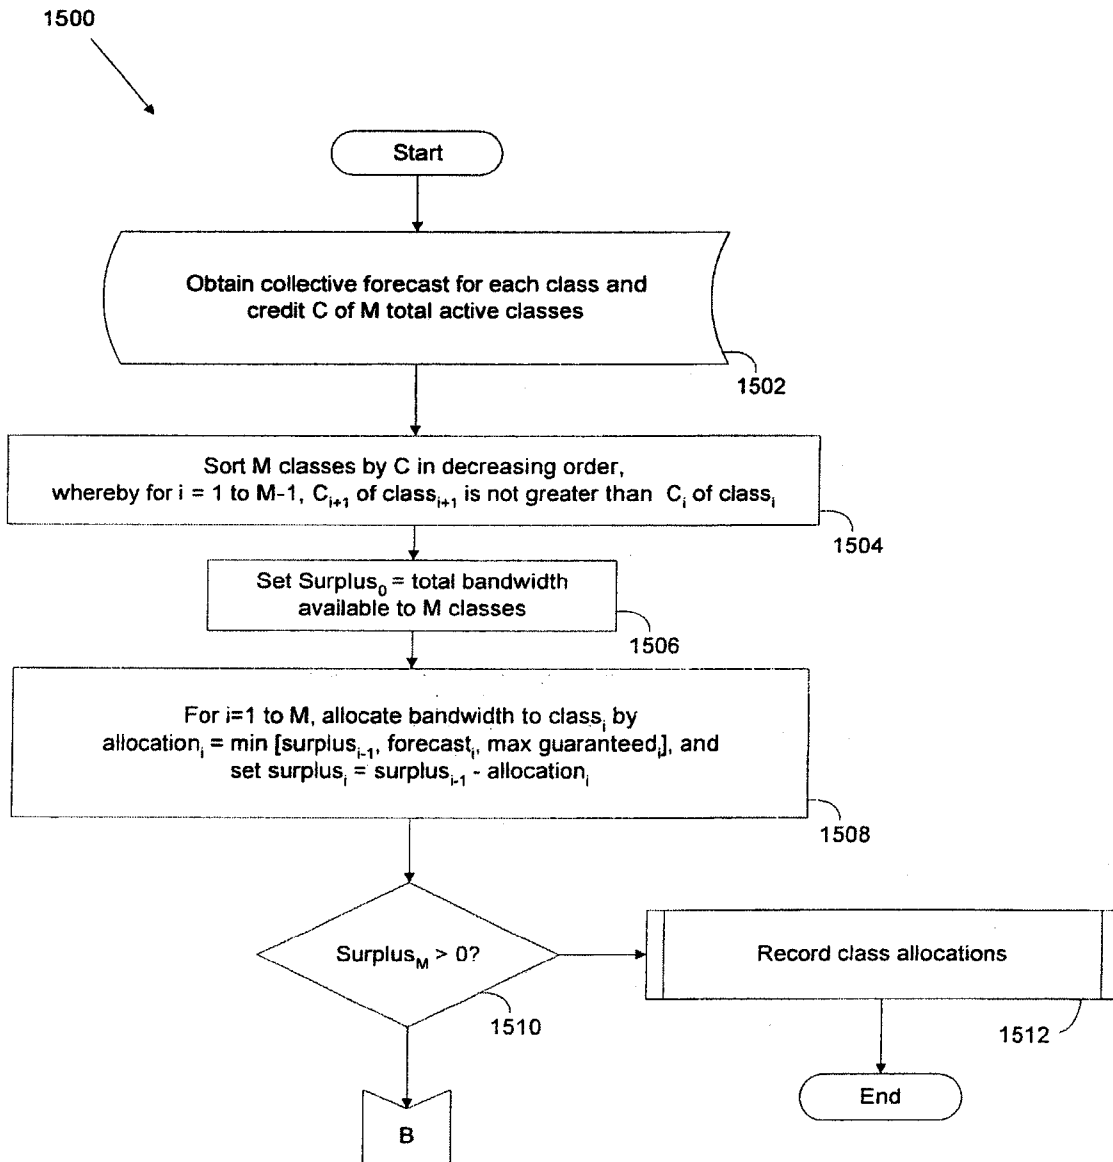 1500
Start
Obtain collective forecast for each class and
credit C of M total active classes
1502
Sort M classes by C in decreasing order,
whereby for i = 1 to M-1, C_{i+1} of class_{i+1} is not greater than C_i of class_i
1504
Set Surplus_0 = total bandwidth
available to M classes
1506
For i=1 to M, allocate bandwidth to class_i by
allocation_i = min [surplus_{i-1}, forecast_i, max guaranteed_i], and
set surplus_i = surplus_{i-1} - allocation_i
1508
Surplus_M > 0?
1510
Record class allocations
1512
End
B